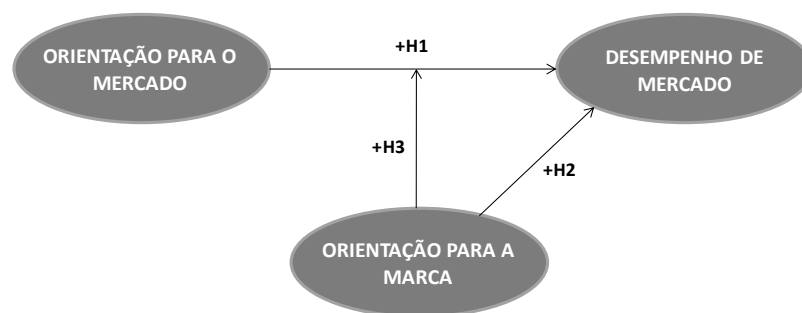 +H1
ORIENTAÇÃO PARA O
MERCADO
DESEMPENHO DE
MERCADO
+H3
+H2
ORIENTAÇÃO PARA A
MARCA